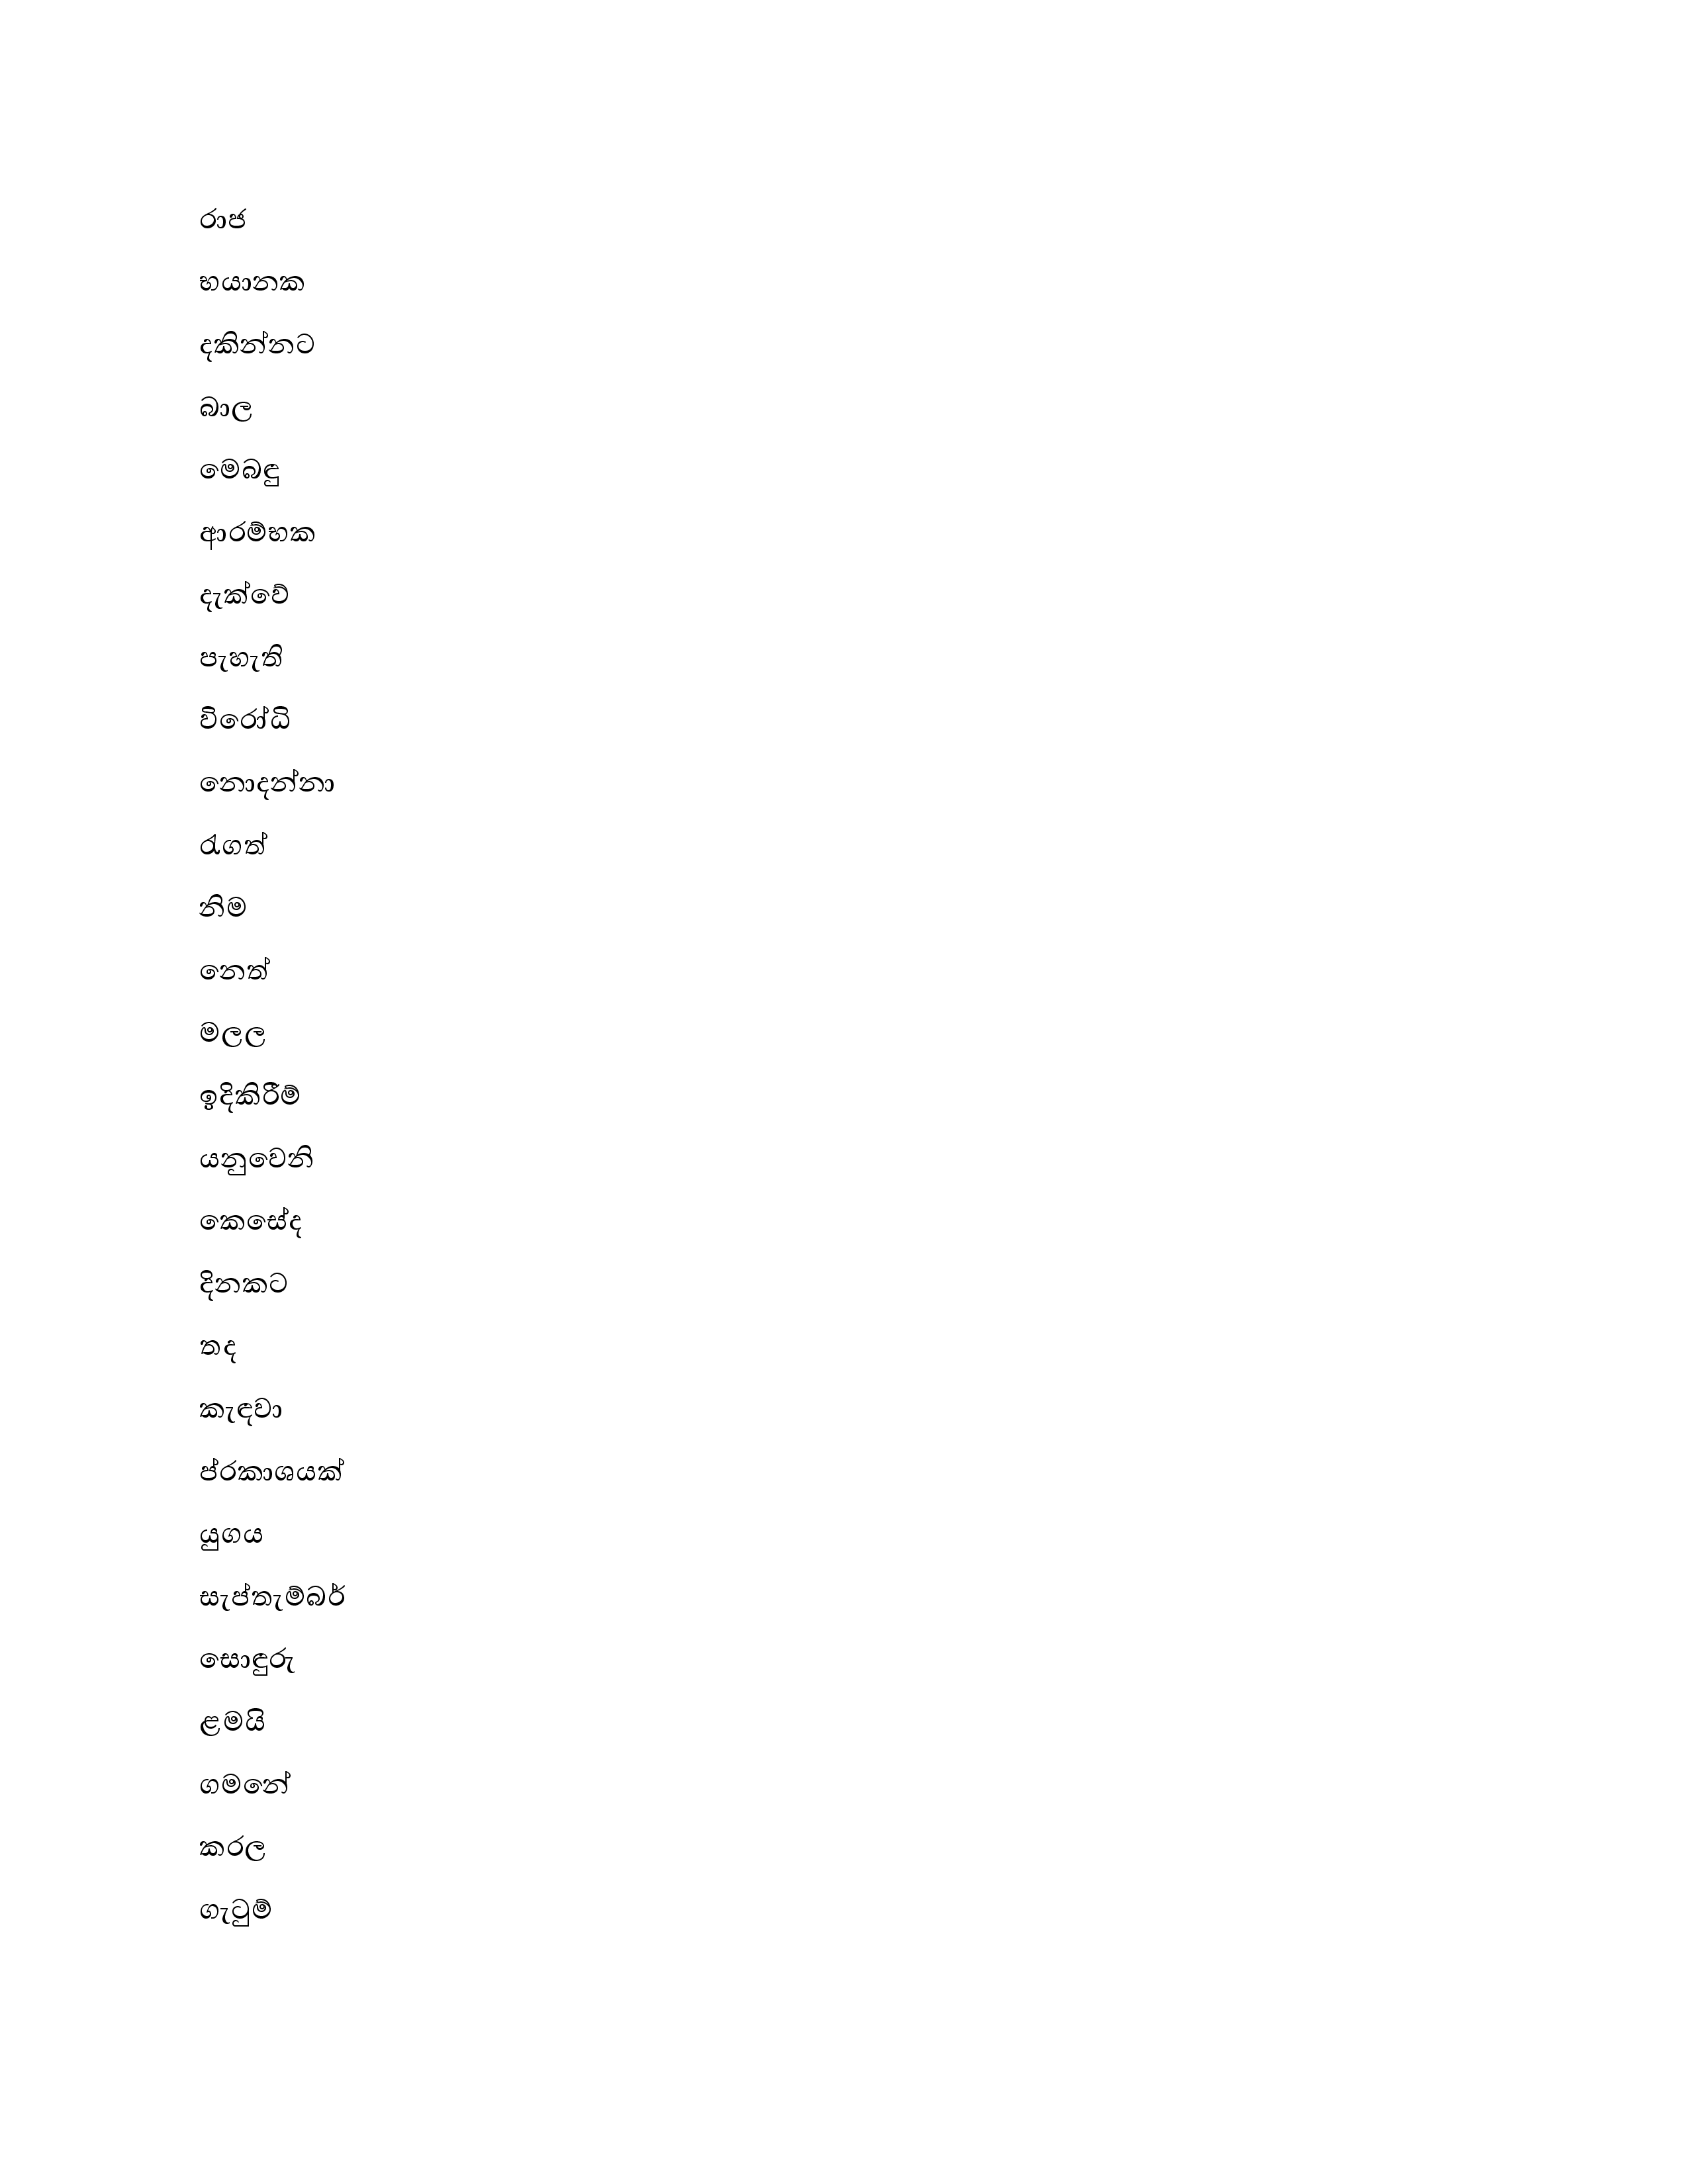 රාජ
භයානක
දකින්නට
බාල
මෙබඳු
ආරම්භක
දැක්වේ
පැහැති
විරෝධි
නොදන්නා
රැගත්
නිම
නෙත්
මලල
ඉදිකිරීම්
යනුවෙනි
කෙසේද
දිනකට
තද
කැඳවා
ප්රකාශයක්
යුගය
සැප්තැම්බර්
සොඳුරු
ළමයි
ගමනේ
කරල
ගැටුම්